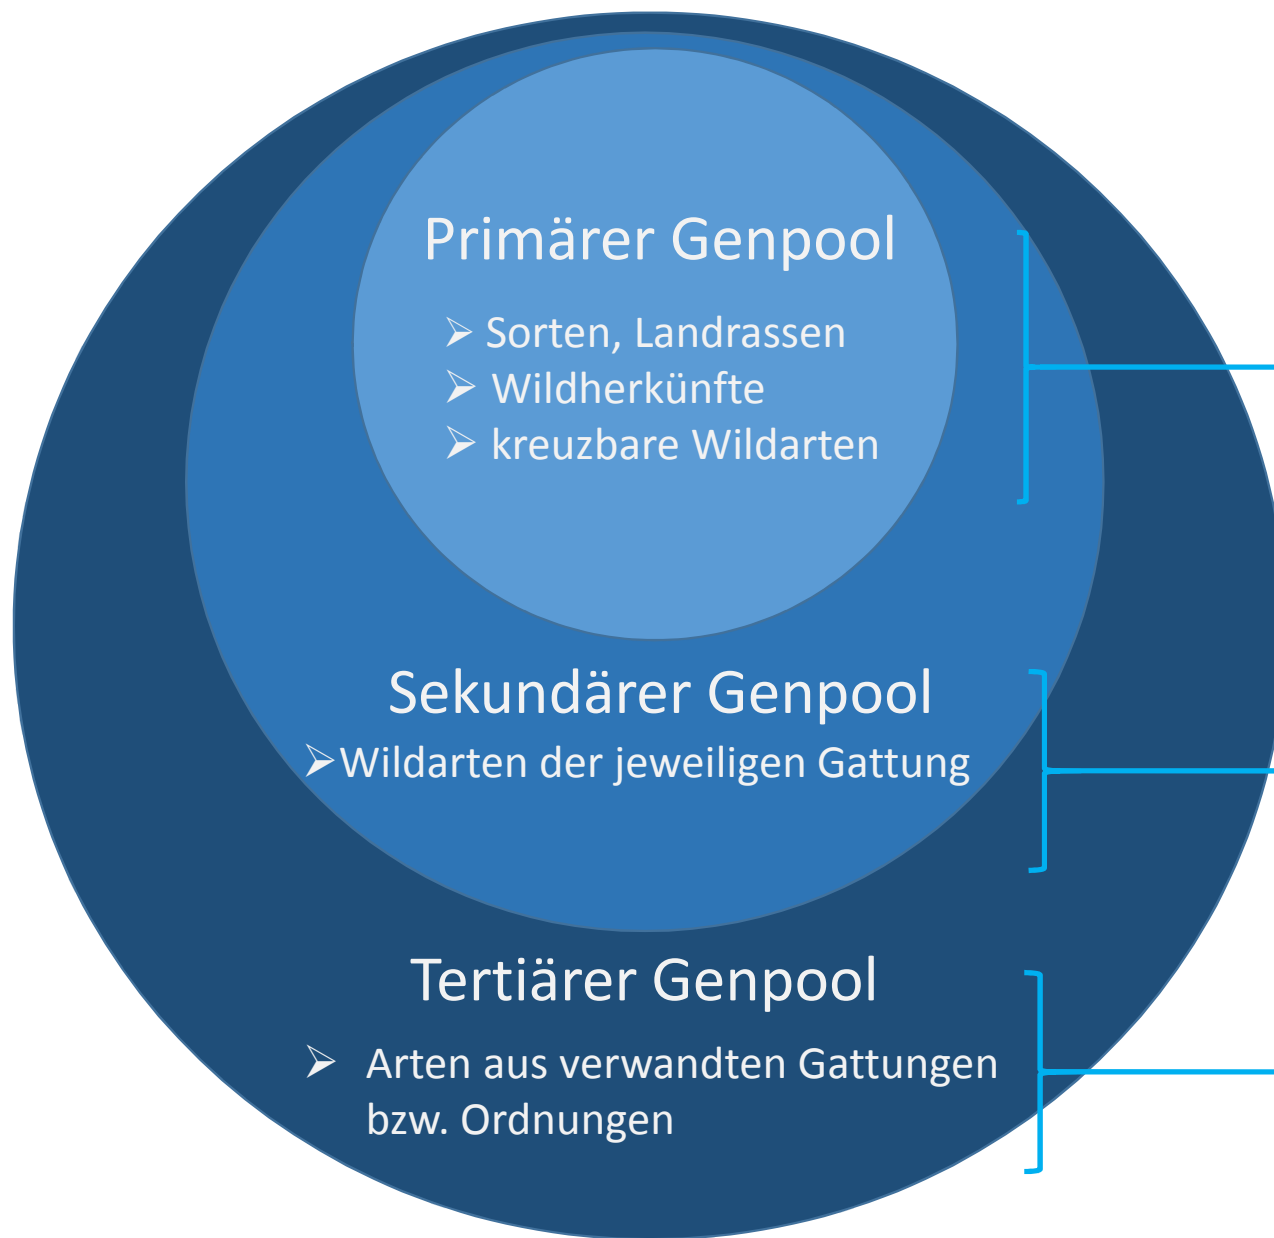 Primärer Genpool
➢ Sorten, Landrassen
➢ Wildherkünfte
➢ kreuzbare Wildarten
Sekundärer Genpool
➢Wildarten der jeweiligen Gattung
Tertiärer Genpool
➢ Arten aus verwandten Gattungen
bzw. Ordnungen